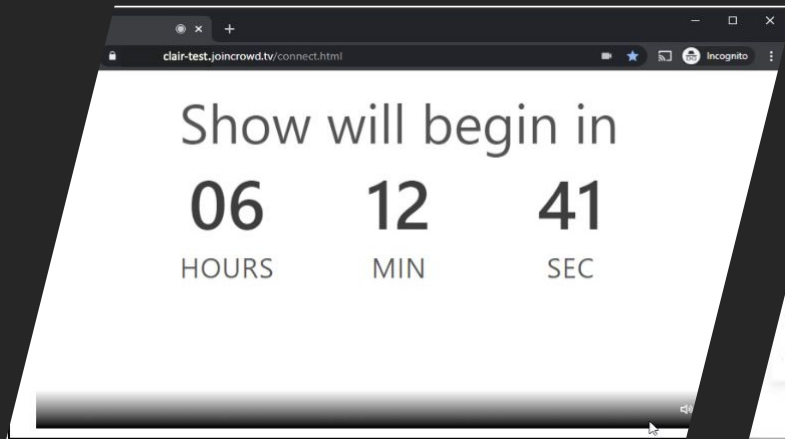 clair-test.joincrowd.tv/connect.html
Incognito
Show will begin in
06 12 41
HOURS MIN SEC